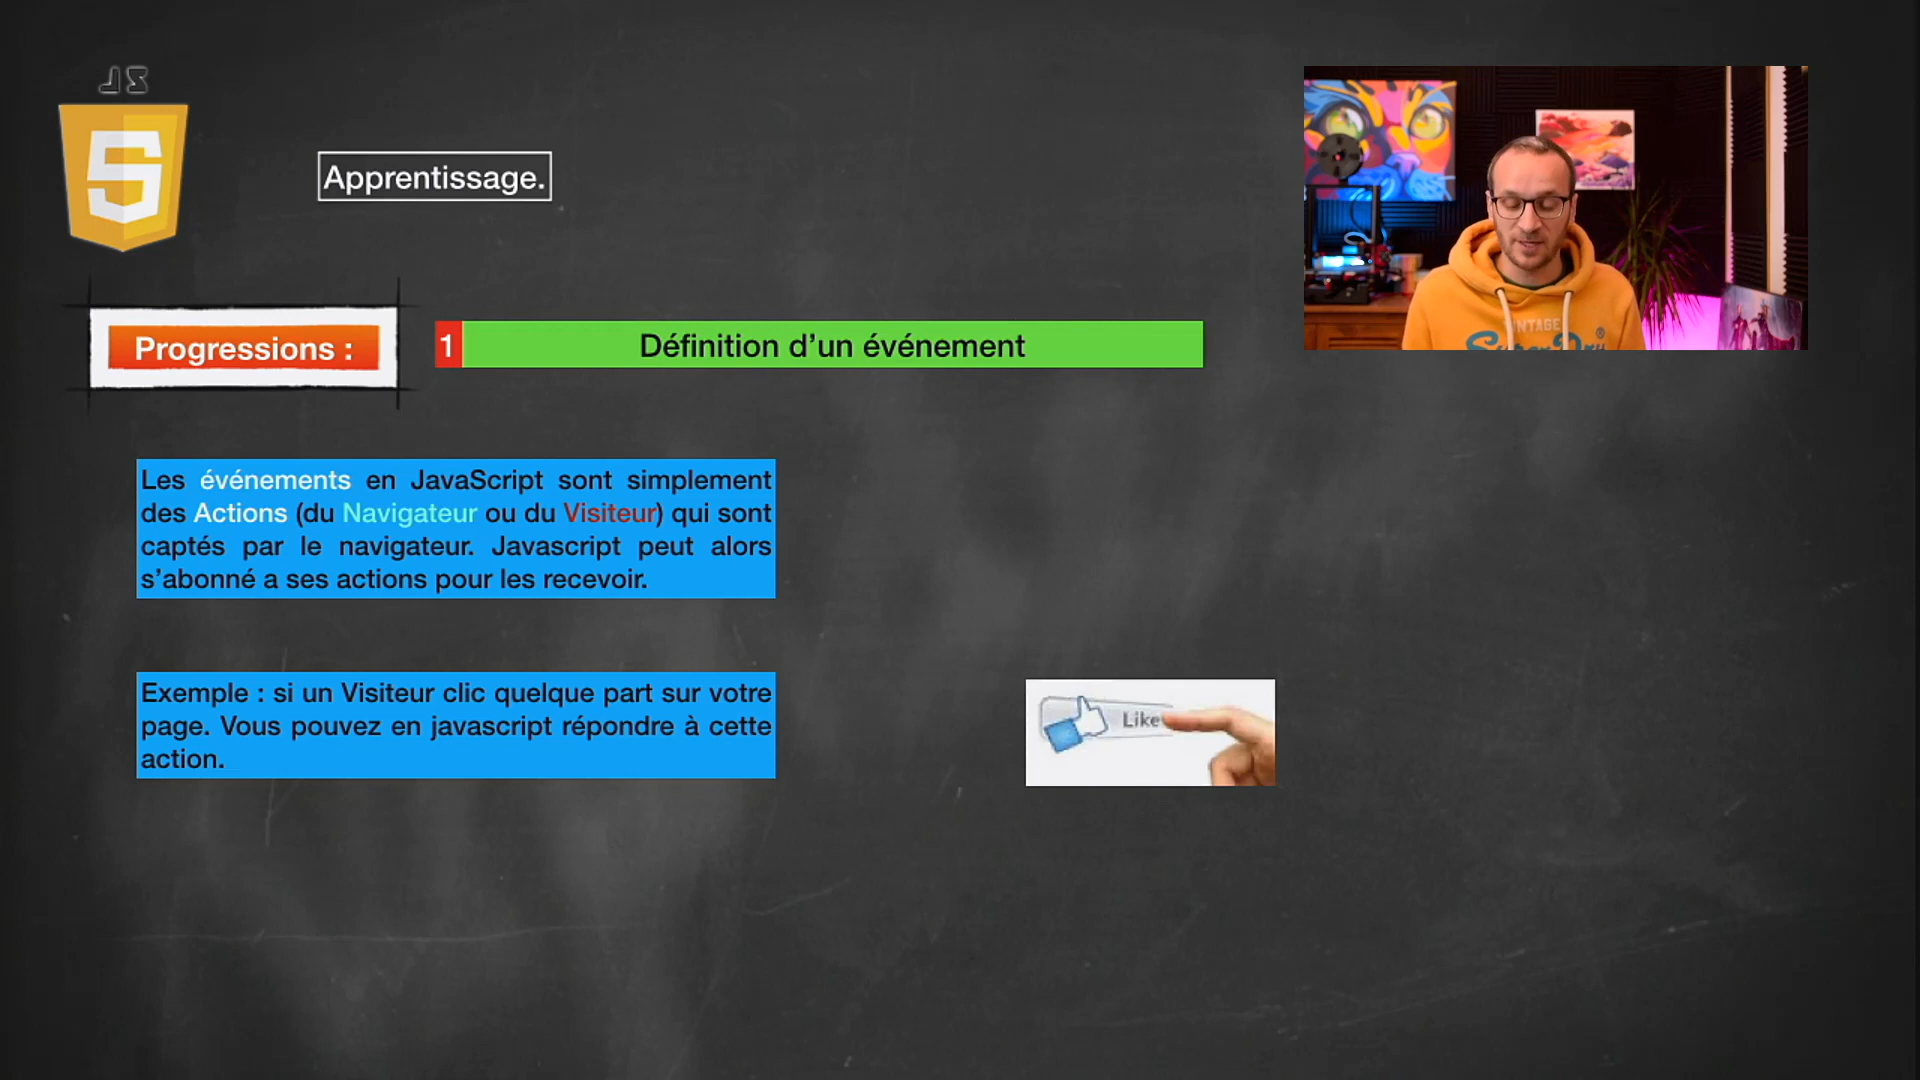 JS
Apprentissage.
Progressions :
1
Définition d’un événement
Les événements en JavaScript sont simplement
des Actions (du Navigateur ou du Visiteur) qui sont
captés par le navigateur. Javascript peut alors
s’abonné a ses actions pour les recevoir.
Exemple : si un Visiteur clic quelque part sur votre
page. Vous pouvez en javascript répondre à cette
action.
Like
VINTAGE
SuperDry
®